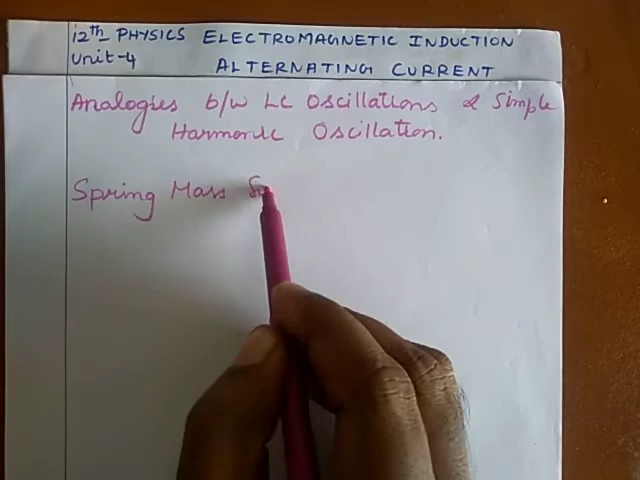 12th PHYSICS ELECTROMAGNETIC INDUCTION
Unit-4 ALTERNATING CURRENT
Analogies b/w LC Oscillations & Simple
Harmonic Oscillation.
Spring Mass